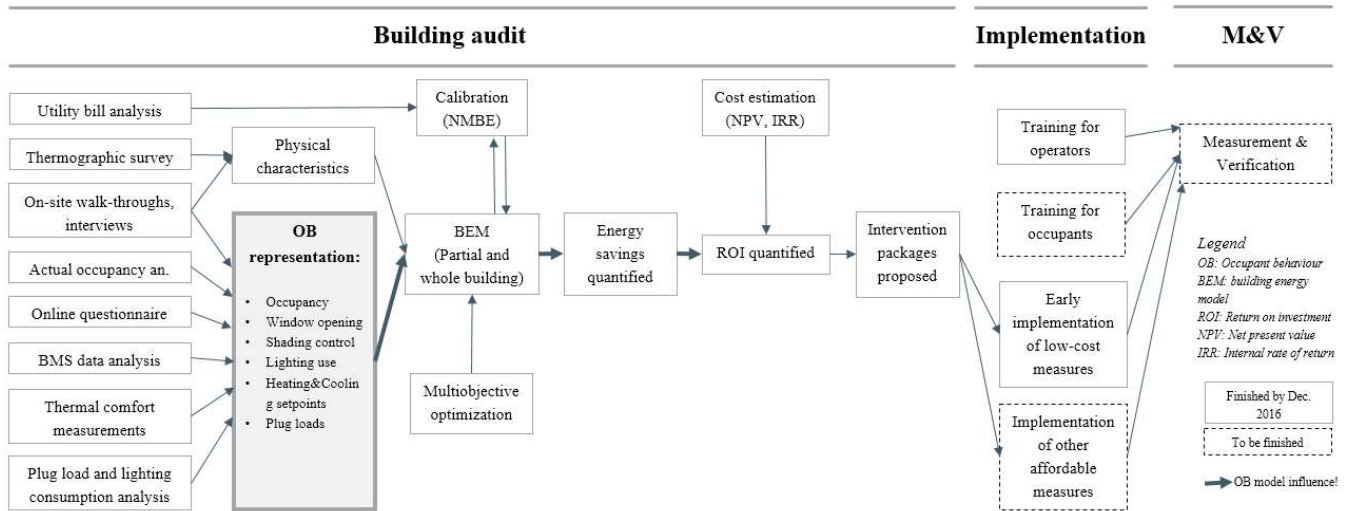 Building audit
Implementation
M&V
Utility bill analysis
Thermographic survey
On-site walk-throughs,
interviews
Actual occupancy an.
Online questionnaire
BMS data analysis
Thermal comfort
measurements
Plug load and lighting
consumption analysis
Physical
characteristics
OB
representation:
• Occupancy
• Window opening
• Shading control
• Lighting use
• Heating&Coolin
g setpoints
• Plug loads
Calibration
(NMBE)
BEM
(Partial and
whole building)
Multiobjective
optimization
Energy
savings
quantified
Cost estimation
(NPV, IRR)
ROI quantified
Intervention
packages
proposed
Training for
operators
Training for
occupants
Early
implementation
of low-cost
measures
Implementation
of other
affordable
measures
Measurement &
Verification
Legend
OB: Occupant behaviour
BEM: building energy
model
ROI: Return on investment
NPV: Net present value
IRR: Internal rate of return
Finished by Dec.
2016
To be finished
OB model influence!